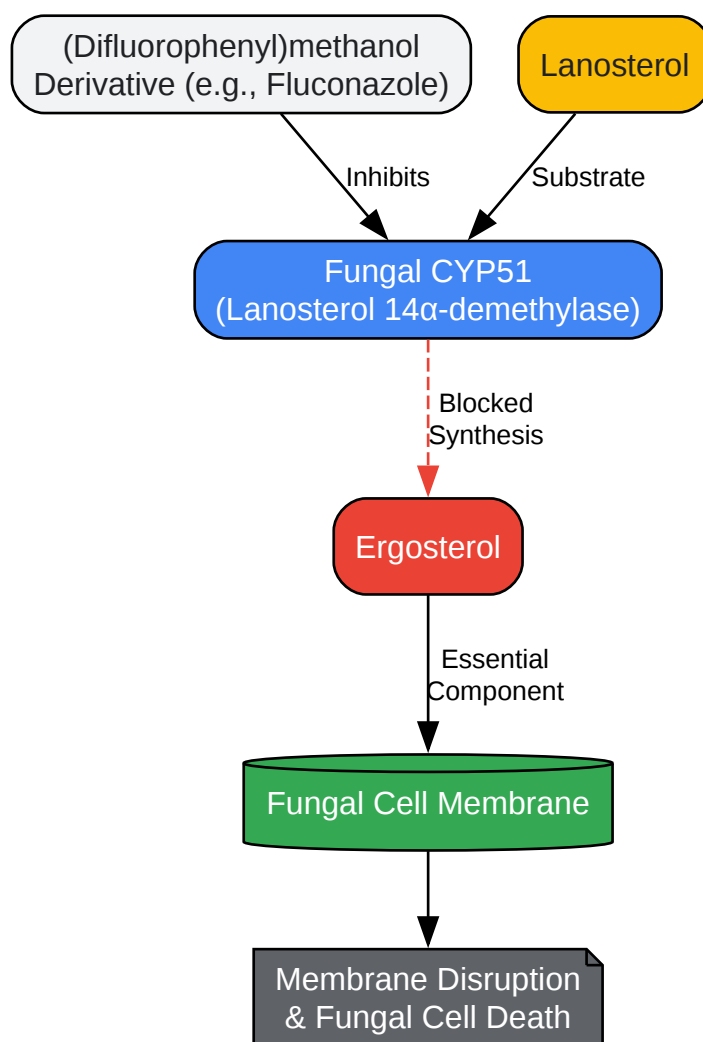 (Difluorophenyl)methanol
Derivative (e.g., Fluconazole)
Lanosterol
Inhibits
Substrate
Fungal CYP51
(Lanosterol 14α-demethylase)
Blocked
Synthesis
Ergosterol
Essential
Component
Fungal Cell Membrane
Membrane Disruption
& Fungal Cell Death